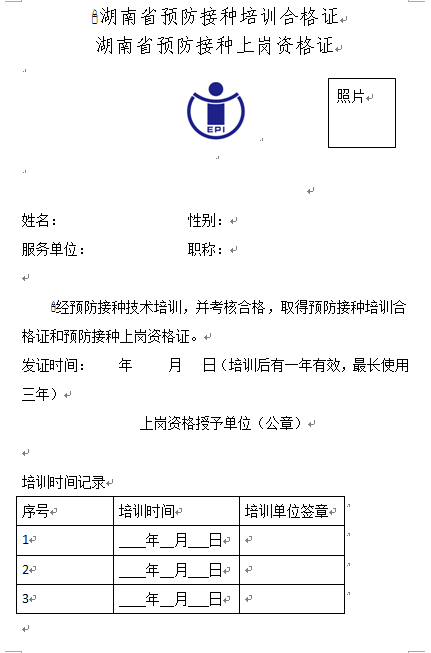 湖南省预防接种培训合格证
湖南省预防接种上岗资格证
照片
EPI
姓名： 性别：
服务单位： 职称：
经预防接种技术培训，并考核合格，取得预防接种培训合
格证和预防接种上岗资格证。
发证时间： 年 月 日（培训后有一年有效，最长使用
三年）
上岗资格授予单位（公章）
培训时间记录
序号 培训时间 培训单位签章
1 ____年__月___日
2 ____年__月___日
3 ____年__月___日